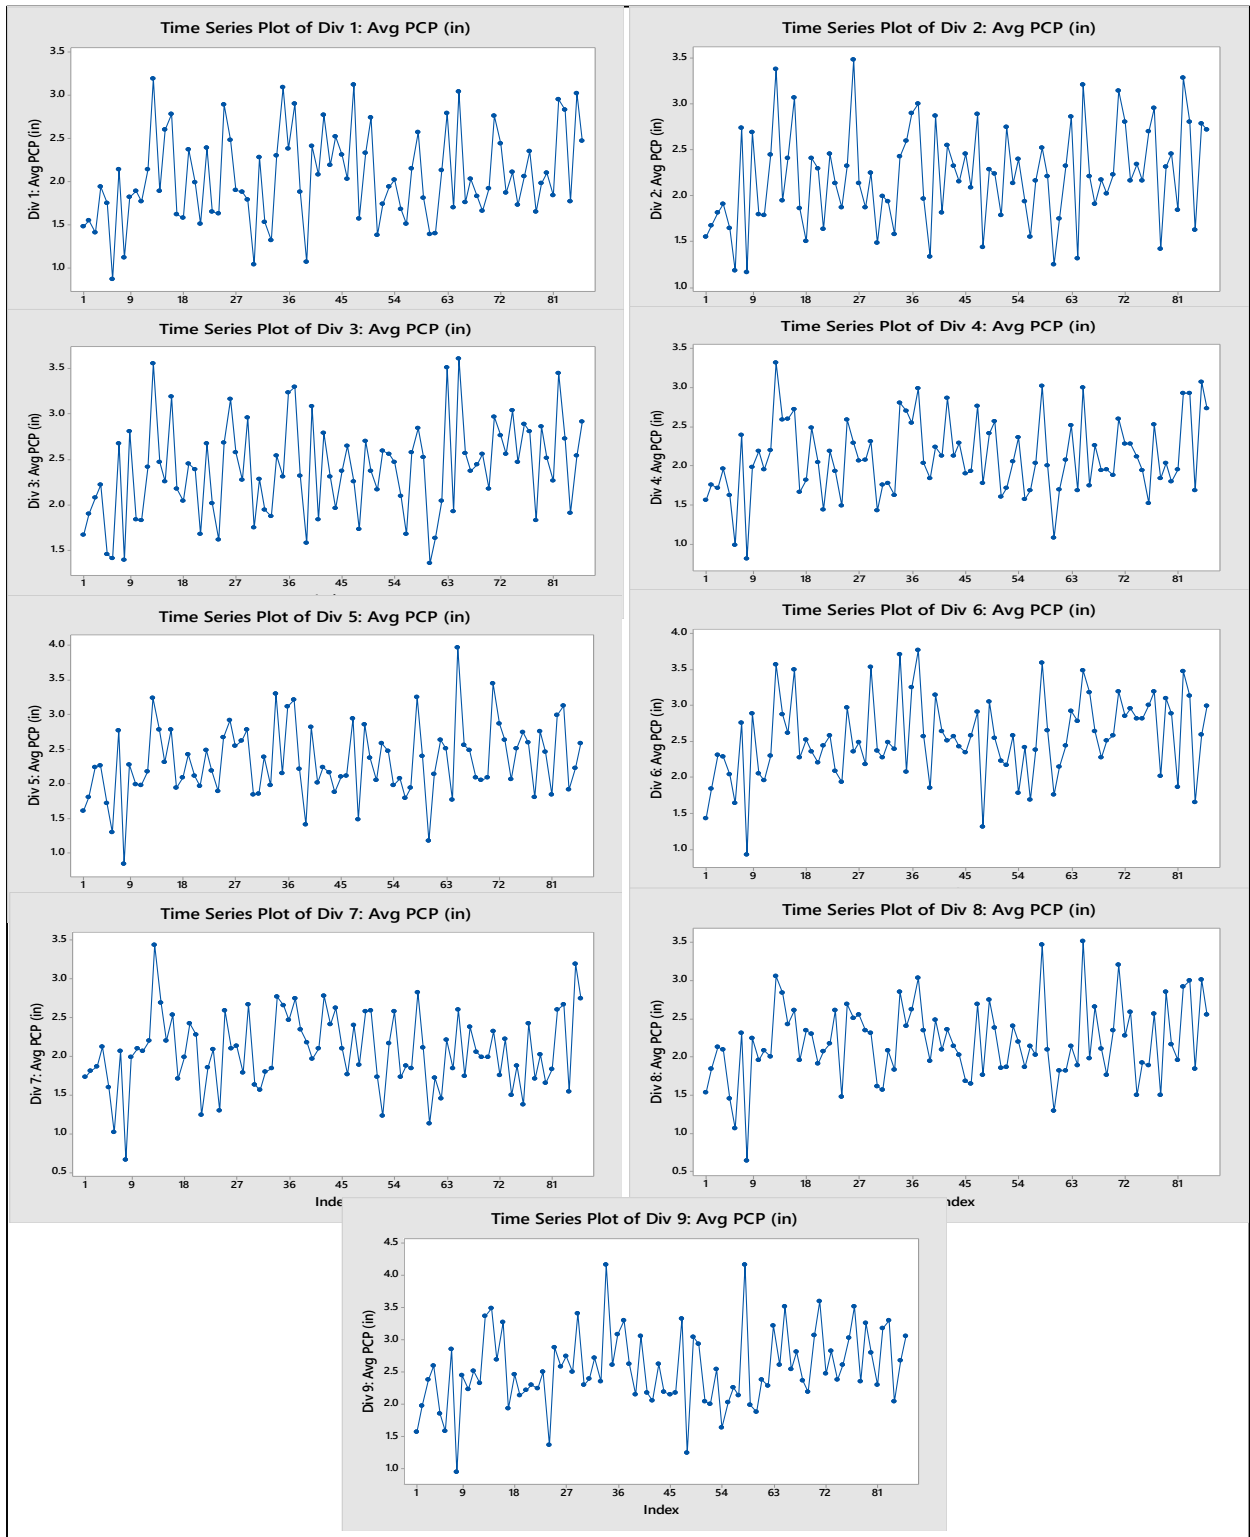 Time Series Plot of Div 1: Avg PCP (in)
Div 1: Avg PCP (in)
3.5
3.0
2.5
2.0
1.5
1.0
1 9 18 27 36 45 54 63 72 81
Time Series Plot of Div 2: Avg PCP (in)
Div 2: Avg PCP (in)
3.5
3.0
2.5
2.0
1.5
1.0
1 9 18 27 36 45 54 63 72 81
Time Series Plot of Div 3: Avg PCP (in)
Div 3: Avg PCP (in)
3.5
3.0
2.5
2.0
1.5
1 9 18 27 36 45 54 63 72 81
Time Series Plot of Div 4: Avg PCP (in)
Div 4: Avg PCP (in)
3.5
3.0
2.5
2.0
1.5
1.0
1 9 18 27 36 45 54 63 72 81
Time Series Plot of Div 5: Avg PCP (in)
Div 5: Avg PCP (in)
4.0
3.5
3.0
2.5
2.0
1.5
1.0
1 9 18 27 36 45 54 63 72 81
Time Series Plot of Div 6: Avg PCP (in)
Div 6: Avg PCP (in)
4.0
3.5
3.0
2.5
2.0
1.5
1.0
1 9 18 27 36 45 54 63 72 81
Time Series Plot of Div 7: Avg PCP (in)
Div 7: Avg PCP (in)
3.5
3.0
2.5
2.0
1.5
1.0
0.5
1 9 18 27 36 45 54 63 72 81
Inde
Time Series Plot of Div 8: Avg PCP (in)
Div 8: Avg PCP (in)
3.5
3.0
2.5
2.0
1.5
1.0
0.5
1 9 18 27 36 45 54 63 72 81
ndex
Time Series Plot of Div 9: Avg PCP (in)
Div 9: Avg PCP (in)
4.5
4.0
3.5
3.0
2.5
2.0
1.5
1.0
1 9 18 27 36 45 54 63 72 81
Index